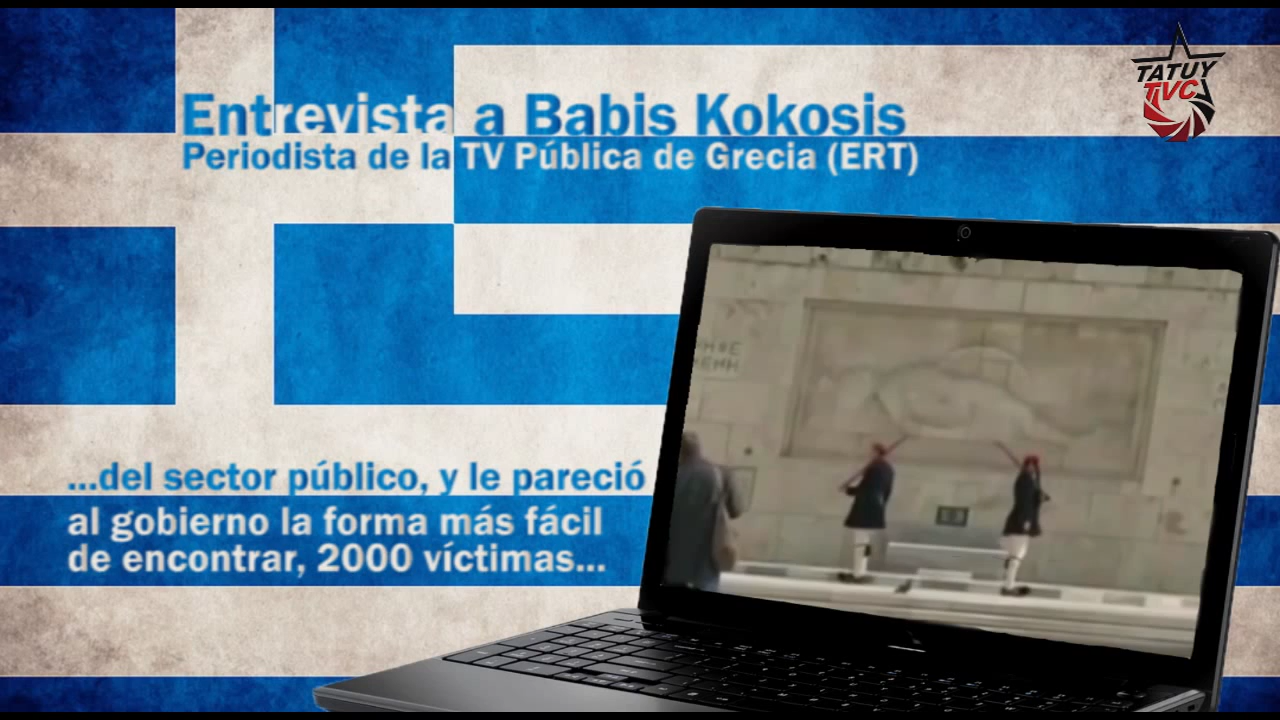 Entrevista a Babis Kokosis
Periodista de la TV Pública de Grecia (ERT)
TATUY
TVC
...del sector público, y le pareció
al gobierno la forma más fácil
de encontrar, 2000 víctimas...